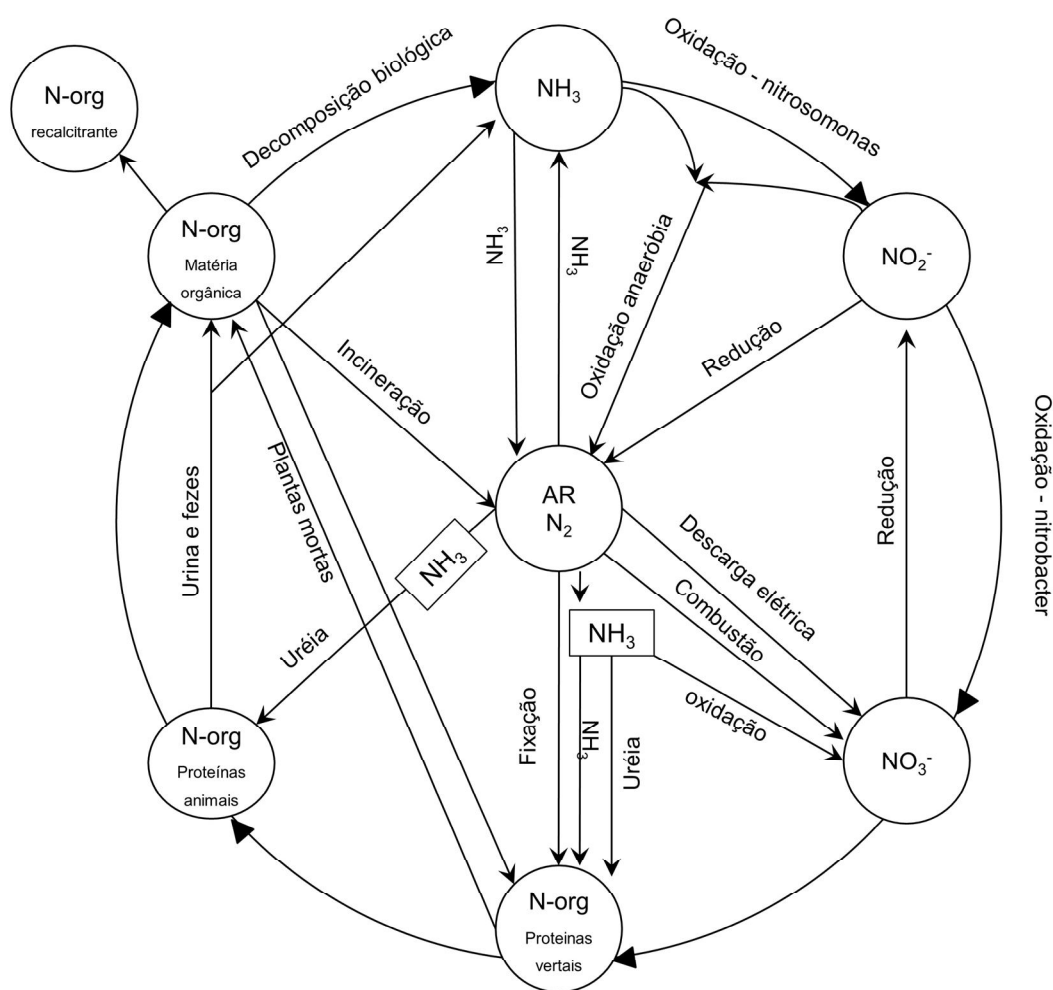 N-org
recalcitrante
Decomposição biológica
NH₃
Oxidação - nitrosomonas
N-org
Matéria
orgânica
NH₃
NH₃
Oxidação anaeróbia
NO₂⁻
Incineração
Redução
Oxidação - nitrobacter
Urina e fezes
Plantas mortas
AR
N₂
Redução
NH₃
Uréia
Descarga elétrica
Combustão
NH₃
oxidação
Fixação
NH₃
Uréia
N-org
Proteínas
animais
NO₃⁻
N-org
Proteinas
vertais